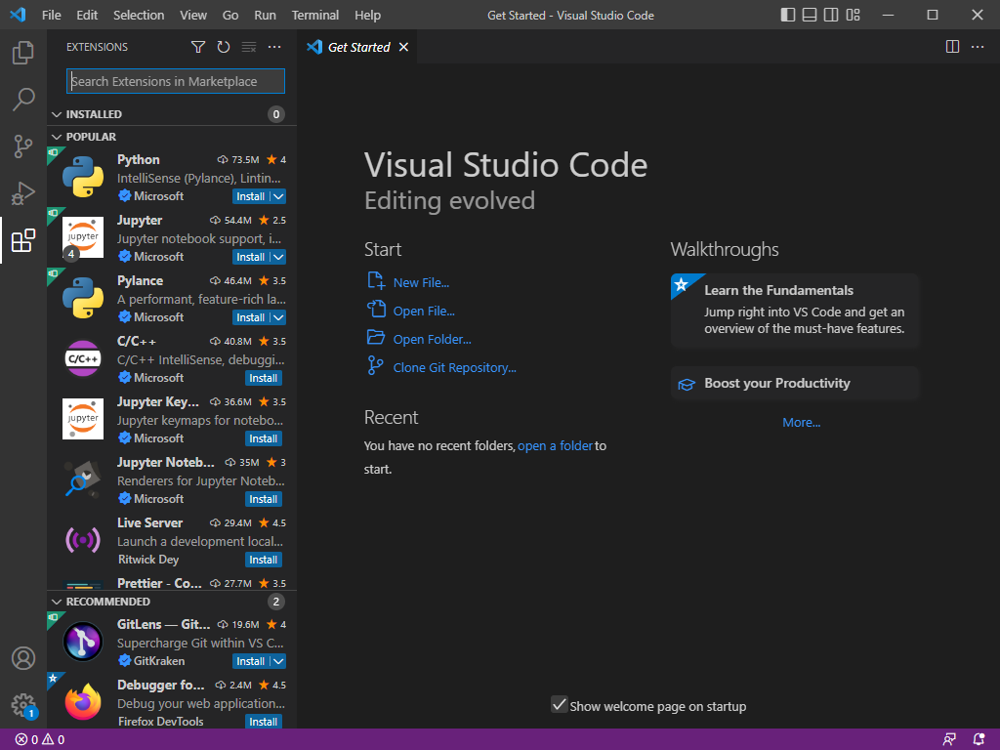 File Edit Selection View Go Run Terminal Help
Get Started - Visual Studio Code
EXTENSIONS
Search Extensions in Marketplace
INSTALLED 0
POPULAR
Python 73.5M 4
IntelliSense (Pylance), Lintin...
Microsoft Install
Jupyter 54.4M 2.5
Jupyter notebook support, i...
Microsoft Install
jupyter
4
Pylance 46.4M 3.5
A performant, feature-rich la...
Microsoft Install
C/C++ 40.8M 3.5
C/C++ IntelliSense, debuggi...
Microsoft Install
C/C++
Jupyter Key... 36.6M 3.5
Jupyter keymaps for notebo...
Microsoft Install
jupyter
Jupyter Noteb... 35M 3
Renderers for Jupyter Noteb...
Microsoft Install
Live Server 29.4M 4.5
Launch a development local...
Ritwick Dey Install
Prettier - Co... 27.7M 3.5
RECOMMENDED 2
GitLens — Git... 19.6M 4
Supercharge Git within VS C...
GitKraken Install
Debugger fo... 2.4M 4.5
Debug your web application...
Firefox DevTools Install
1
Get Started
Visual Studio Code
Editing evolved
Start
New File...
Open File...
Open Folder...
Clone Git Repository...
Recent
You have no recent folders, open a folder to
start.
Walkthroughs
Learn the Fundamentals
Jump right into VS Code and get an
overview of the must-have features.
Boost your Productivity
More...
Show welcome page on startup
0 0